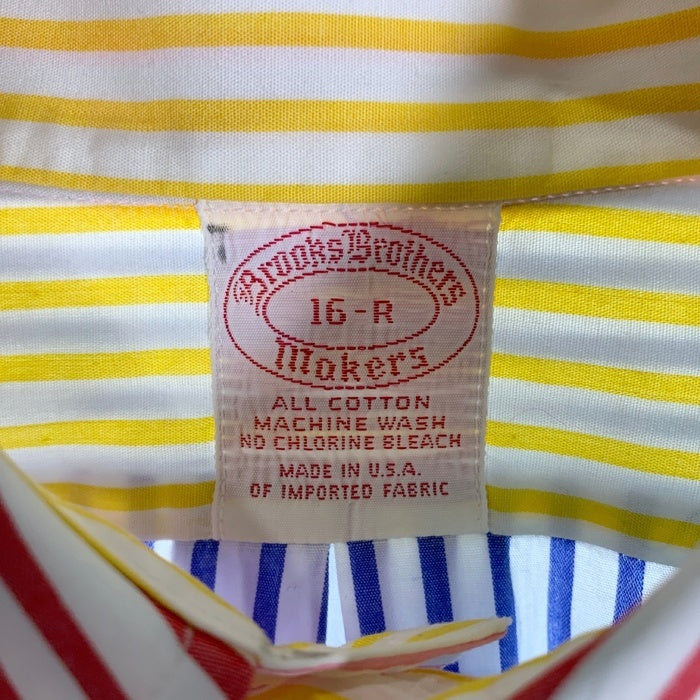 Brooks Brothers
16-R
Makers
ALL COTTON
MACHINE WASH
NO CHLORINE BLEACH
MADE IN U.S.A.
OF IMPORTED FABRIC